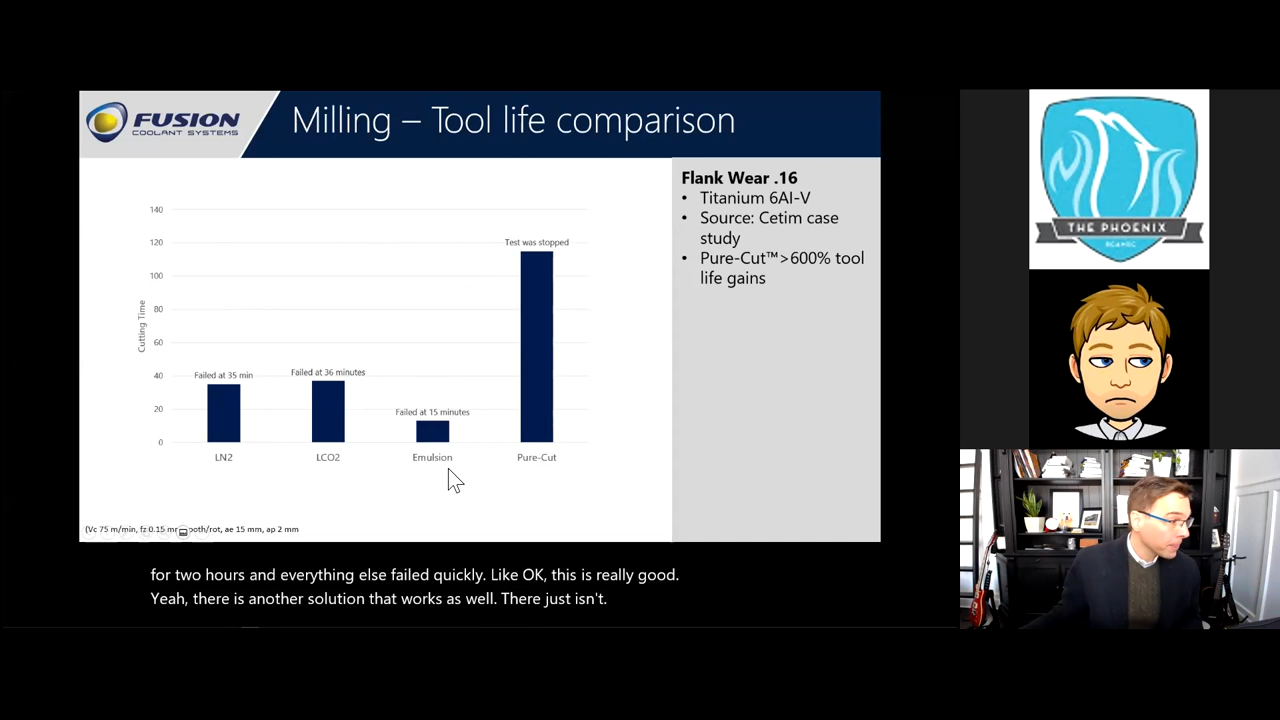 FUSION
COOLANT SYSTEMS
Milling – Tool life comparison
140
120
100
80
60
40
20
0
Cutting Time
Failed at 35 min
Failed at 36 minutes
Failed at 15 minutes
Test was stopped
LN2
LCO2
Emulsion
Pure-Cut
(Vc 75 m/min, fz 0.15 ooth/rot, ae 15 mm, ap 2 mm
Flank Wear .16
• Titanium 6AI-V
• Source: Cetim case
study
• Pure-Cut™>600% tool
life gains
THE PHOENIX
for two hours and everything else failed quickly. Like OK, this is really good.
Yeah, there is another solution that works as well. There just isn't.